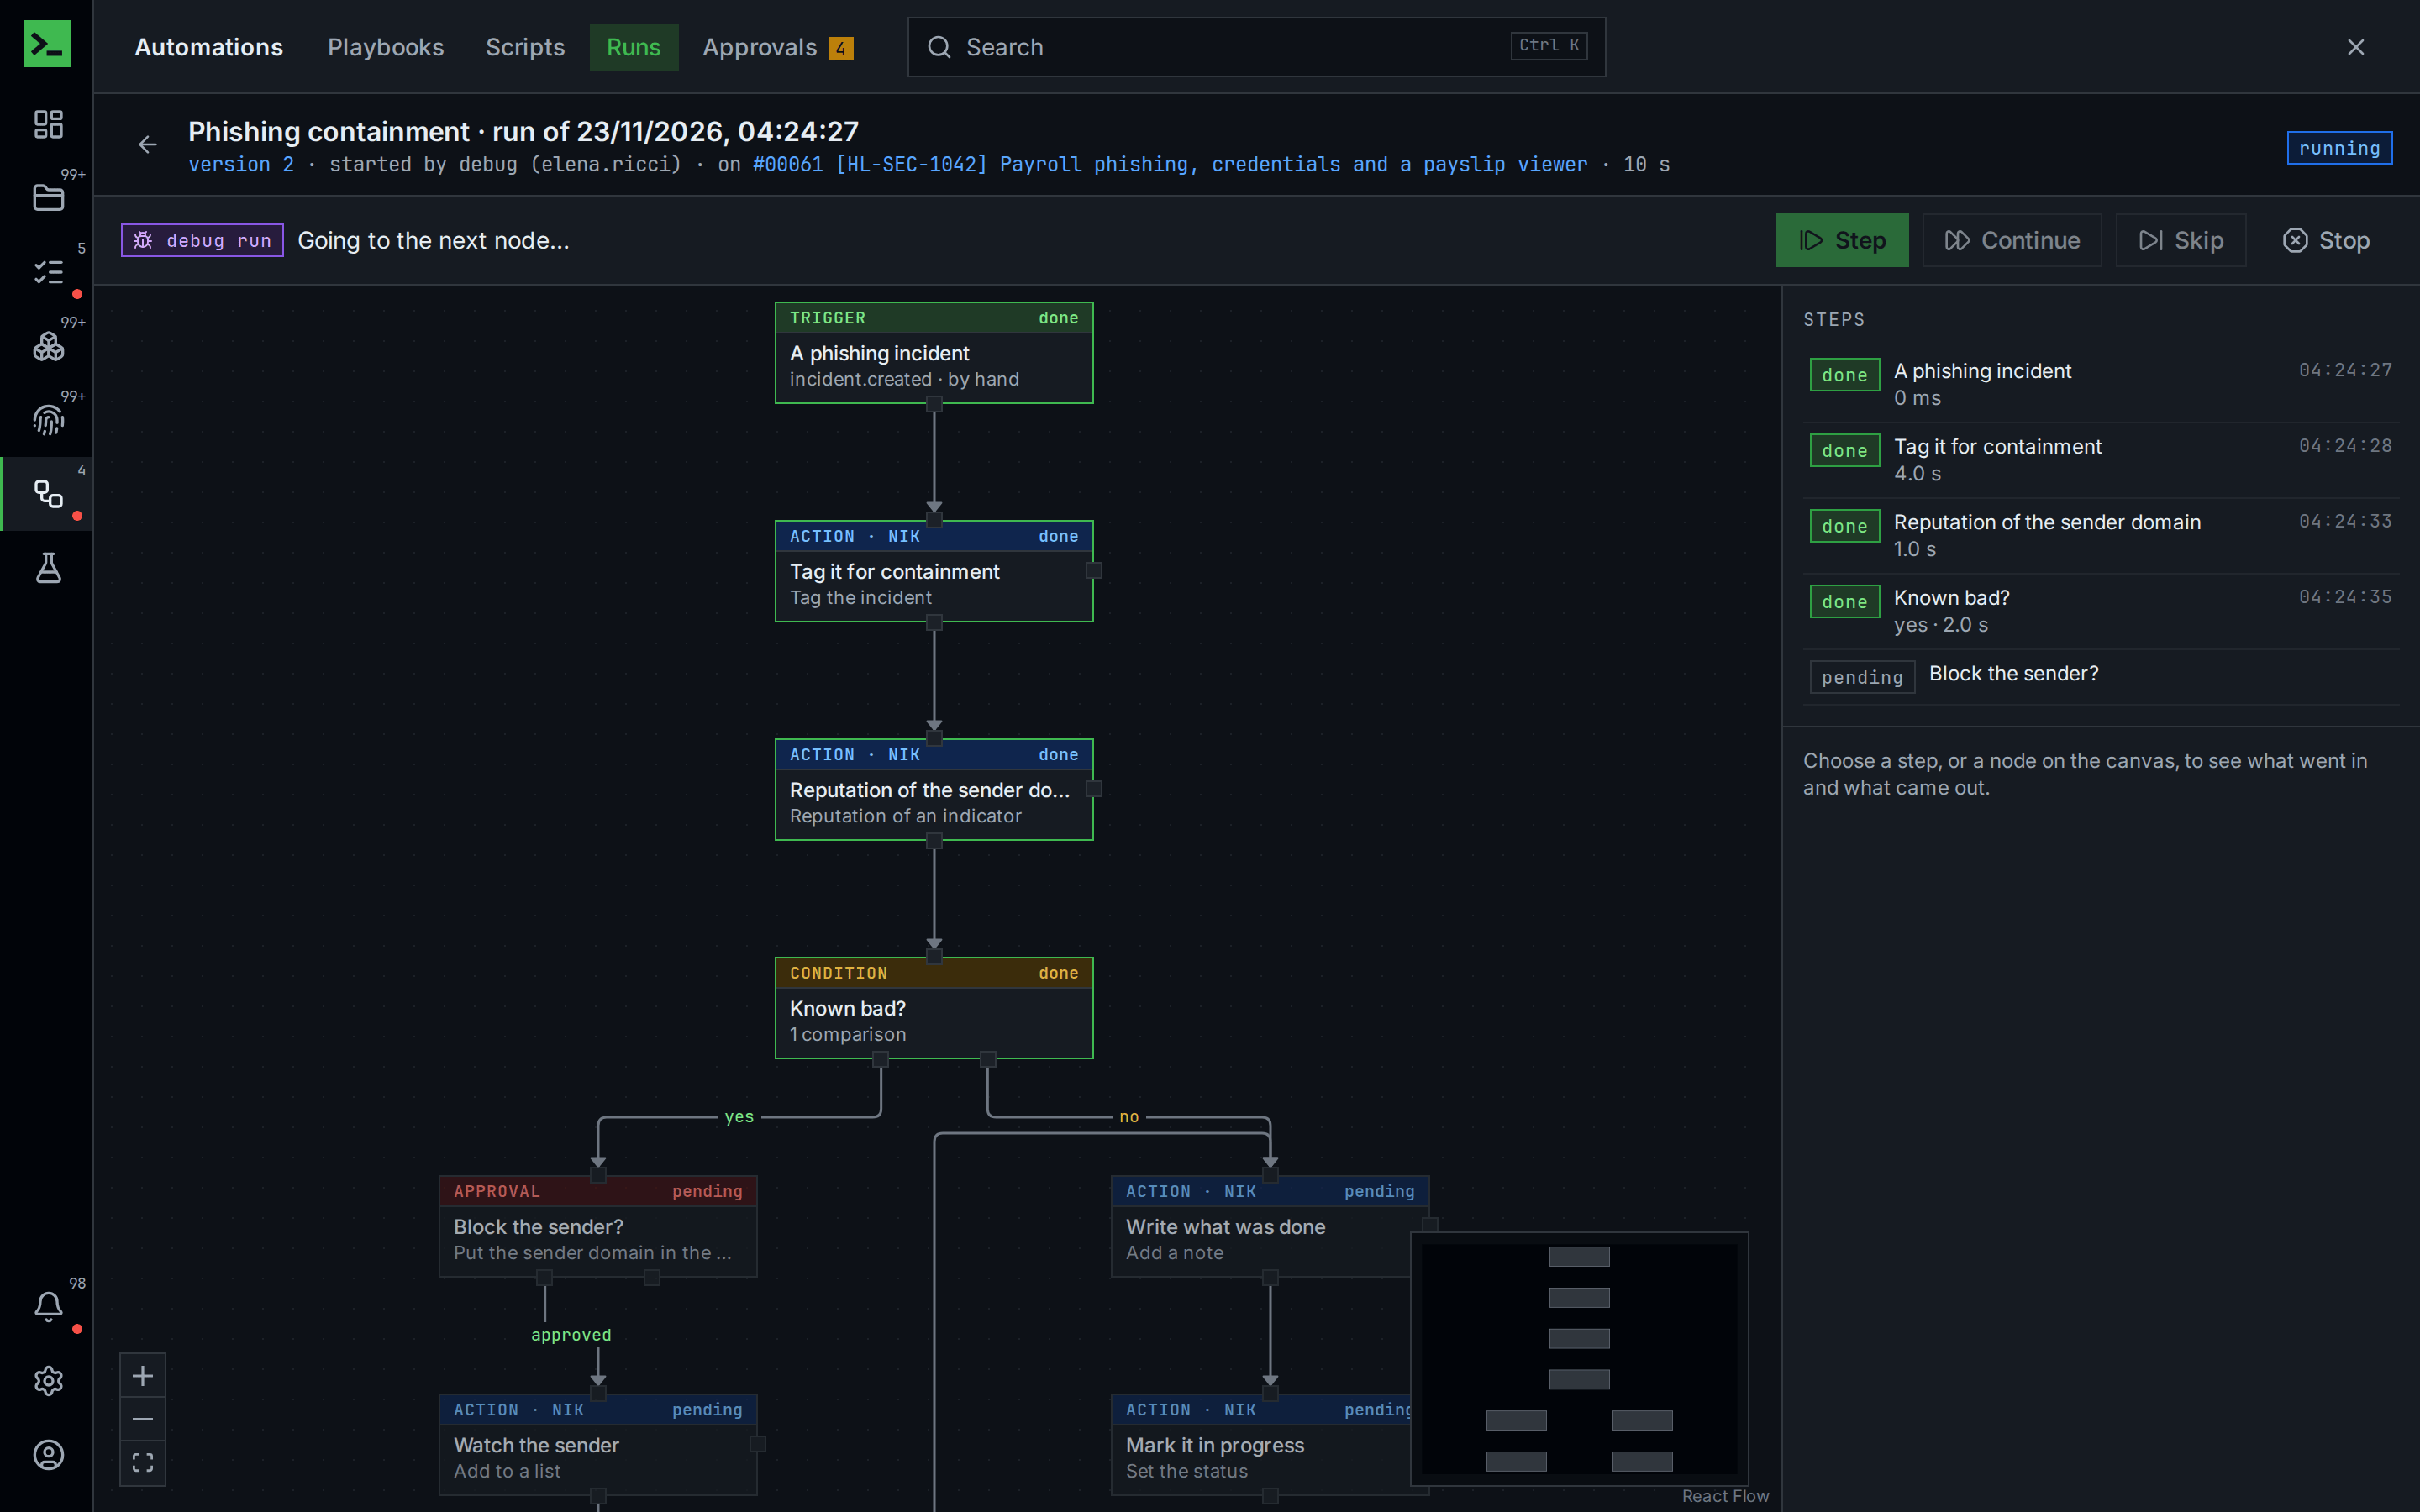 Automations
Playbooks
Scripts
Runs
Approvals 4
Search
Ctrl K
99+
5
99+
99+
4
98
Phishing containment · run of 23/11/2026, 04:24:27
version 2 · started by debug (elena.ricci) · on #00061 [HL-SEC-1042] Payroll phishing, credentials and a payslip viewer · 10 s
running
debug run
Going to the next node...
Step
Continue
Skip
Stop
TRIGGER done
A phishing incident
incident.created · by hand
ACTION · NIK done
Tag it for containment
Tag the incident
ACTION · NIK done
Reputation of the sender do...
Reputation of an indicator
CONDITION done
Known bad?
1 comparison
yes
no
APPROVAL pending
Block the sender?
Put the sender domain in the ...
ACTION · NIK pending
Write what was done
Add a note
approved
ACTION · NIK pending
Watch the sender
Add to a list
ACTION · NIK pending
Mark it in progress
Set the status
React Flow
STEPS
done A phishing incident 04:24:27
0 ms
done Tag it for containment 04:24:28
4.0 s
done Reputation of the sender domain 04:24:33
1.0 s
done Known bad? 04:24:35
yes · 2.0 s
pending Block the sender?
Choose a step, or a node on the canvas, to see what went in
and what came out.